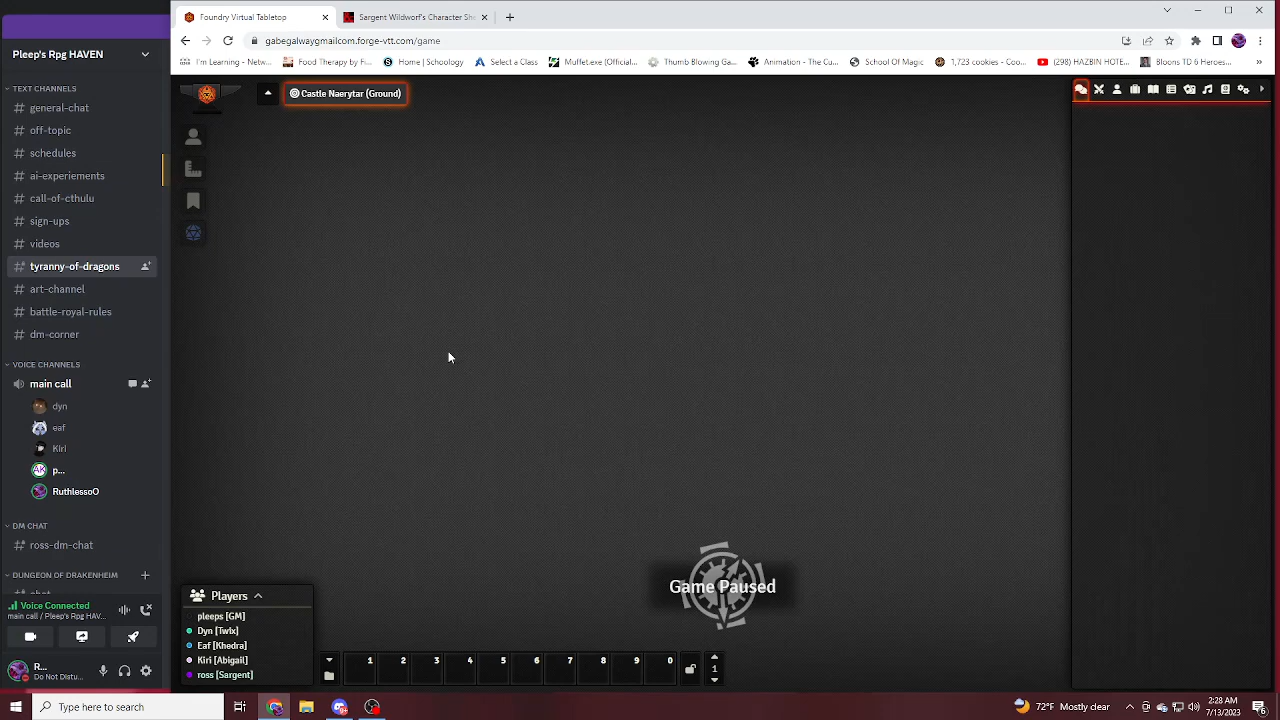 Pleep's Rpg HAVEN
TEXT CHANNELS
general-chat
off-topic
schedules
ai-experiments
call-of-cthulu
sign-ups
videos
tyranny-of-dragons
art-channel
battle-royal-rules
dm-corner
VOICE CHANNELS
main call
dyn
eaf
Kiri
AK p...
RuthlessoO
DM CHAT
ross-dm-chat
DUNGEON OF DRAKENHEIM
Voice Connected
main call / Pleep's Rpg HAV...
R...
Do Not Distu...
Foundry Virtual Tabletop
Sargent Wildworf's Character She
gabegalwaygmailcom.forge-vtt.com/game
I'm Learning - Netw...
Food Therapy by Fi...
Home | Schoology
Select a Class
Muffet.exe [Official...
Thumb Blowing Ga...
Animation - The Cu...
School Of Magic
1,723 cookies - Coo...
(298) HAZBIN HOTE...
Bloons TD 6 Heroes...
Castle Naerytar (Ground)
Game Paused
Players
pleeps [GM]
Dyn [Twix]
Eaf [Khedra]
Kiri [Abigail]
ross [Sargent]
1 2 3 4 5 6 7 8 9 0
1
Type here to search
72°F Mostly clear
2:28 AM
7/13/2023